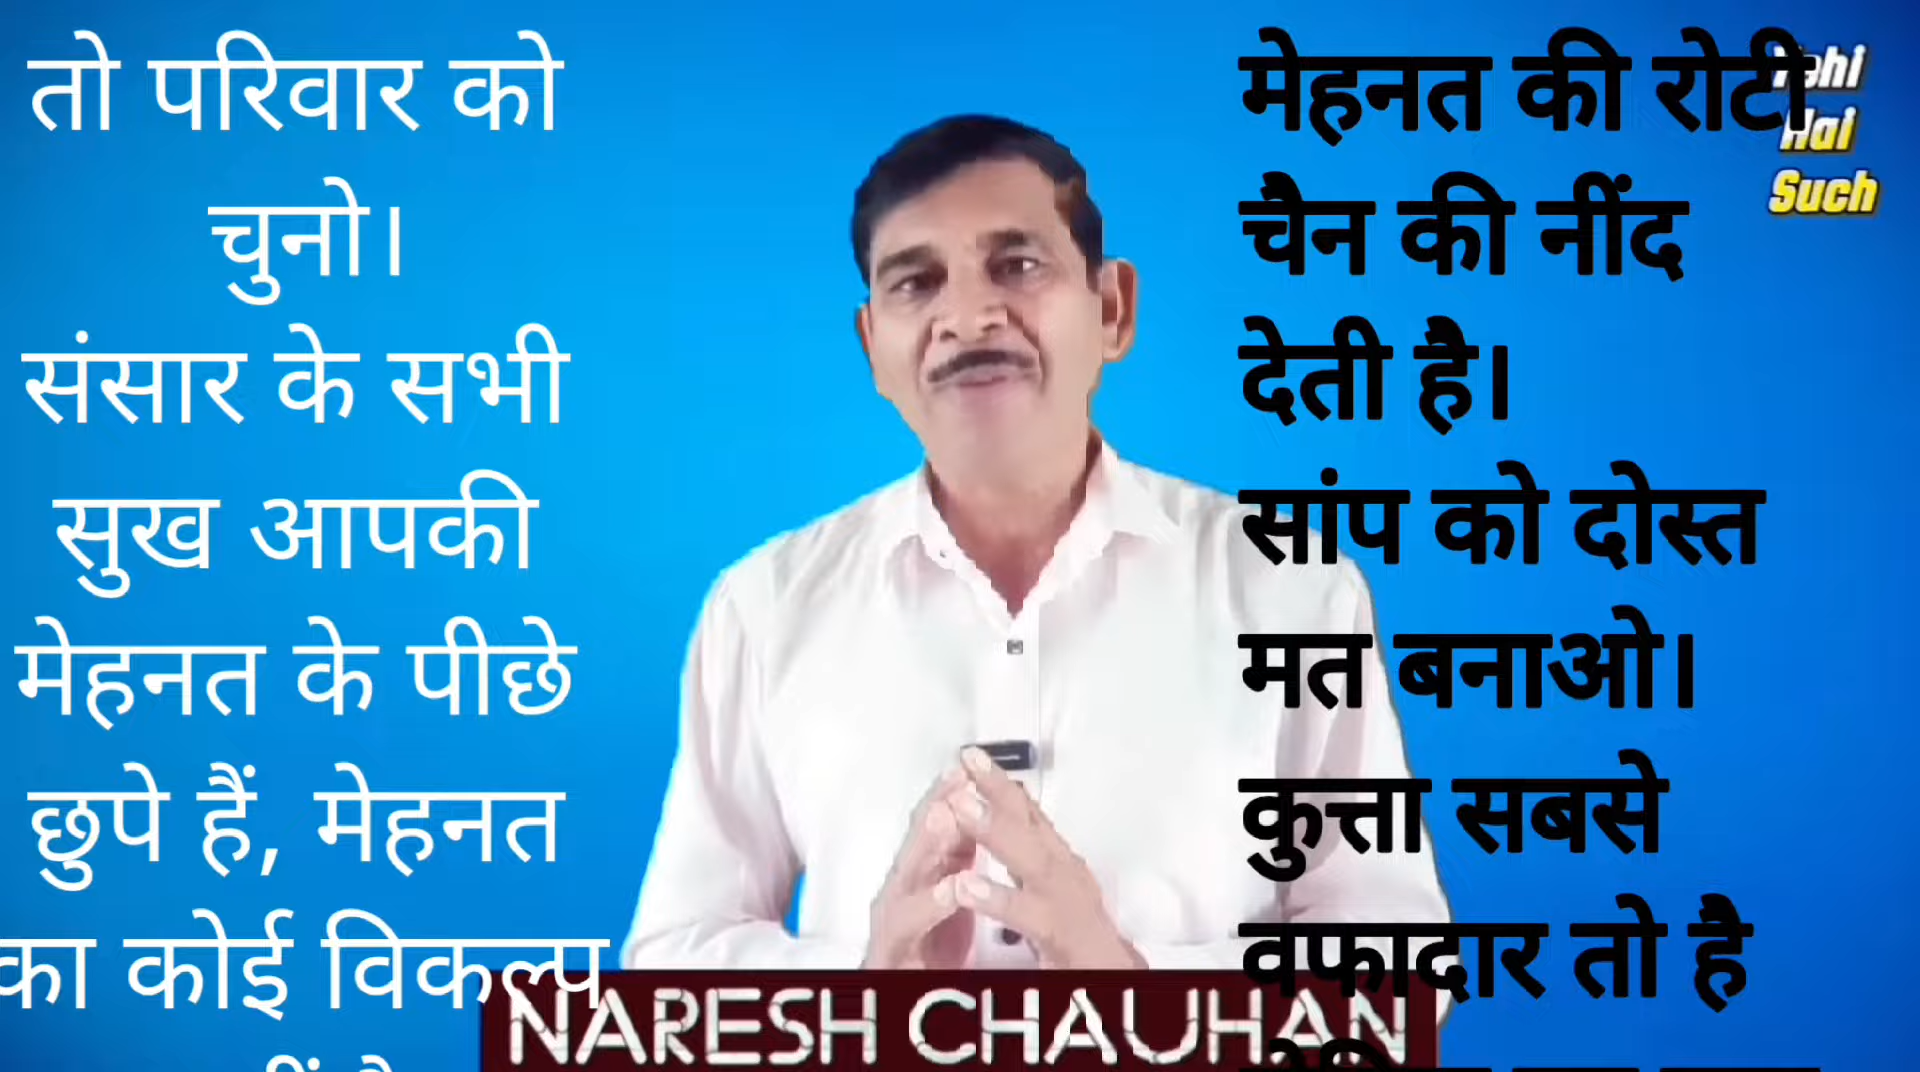 तो परिवार को
चुनो।
संसार के सभी
सुख आपकी
मेहनत के पीछे
छुपे हैं, मेहनत
का कोई विकल्प
मेहनत की रोटी
चैन की नींद
देती है।
सांप को दोस्त
मत बनाओ।
कुत्ता सबसे
वफादार तो है
Hai
Such
NARESH CHAUHAN